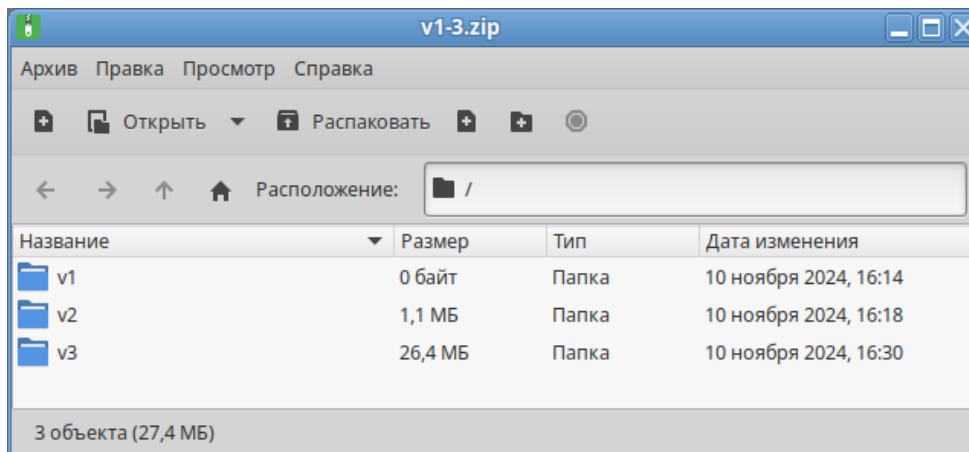 v1-3.zip
Архив Правка Просмотр Справка
Открыть Распаковать
Расположение: /
Название Размер Тип Дата изменения
v1 0 байт Папка 10 ноября 2024, 16:14
v2 1,1 МБ Папка 10 ноября 2024, 16:18
v3 26,4 МБ Папка 10 ноября 2024, 16:30
3 объекта (27,4 МБ)